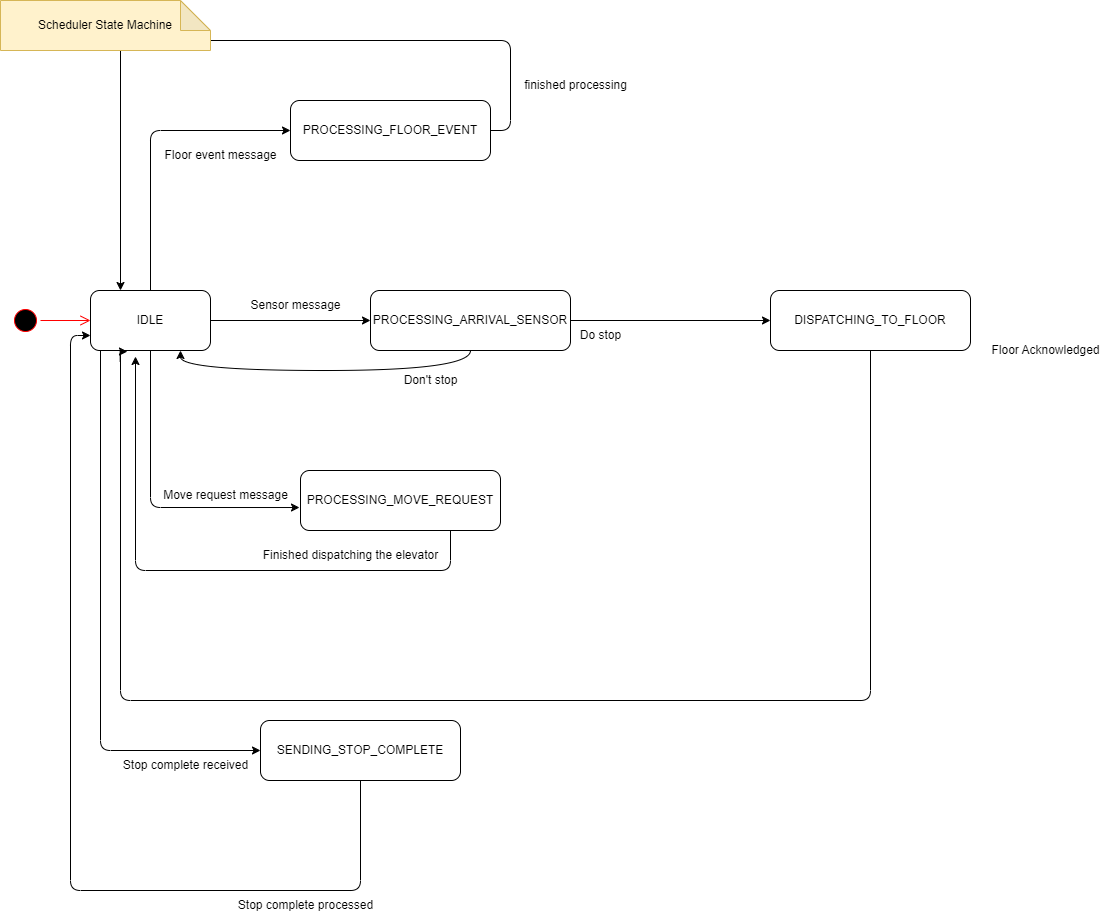 Scheduler State Machine
finished processing
PROCESSING_FLOOR_EVENT
Floor event message
Sensor message
IDLE
PROCESSING_ARRIVAL_SENSOR
DISPATCHING_TO_FLOOR
Do stop
Floor Acknowledged
Don't stop
Move request message
PROCESSING_MOVE_REQUEST
Finished dispatching the elevator
SENDING_STOP_COMPLETE
Stop complete received
Stop complete processed